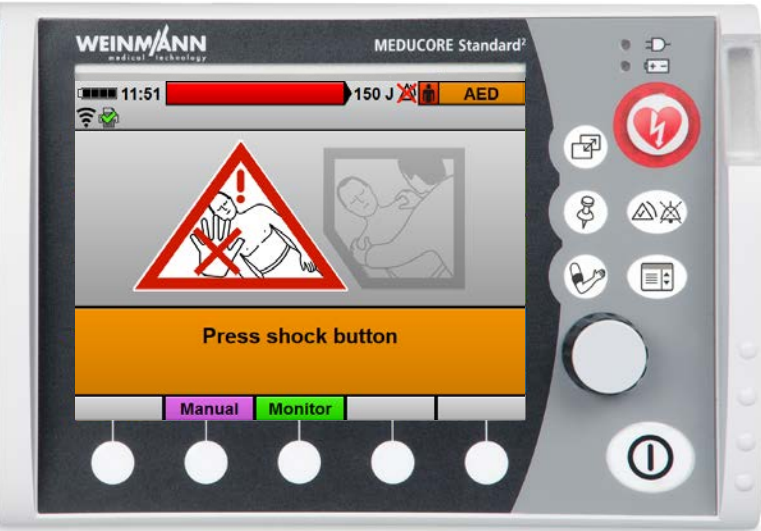 WEINMANN
medical technology
MEDUCORE Standard²
11:51
150 J
AED
Press shock button
Manual
Monitor